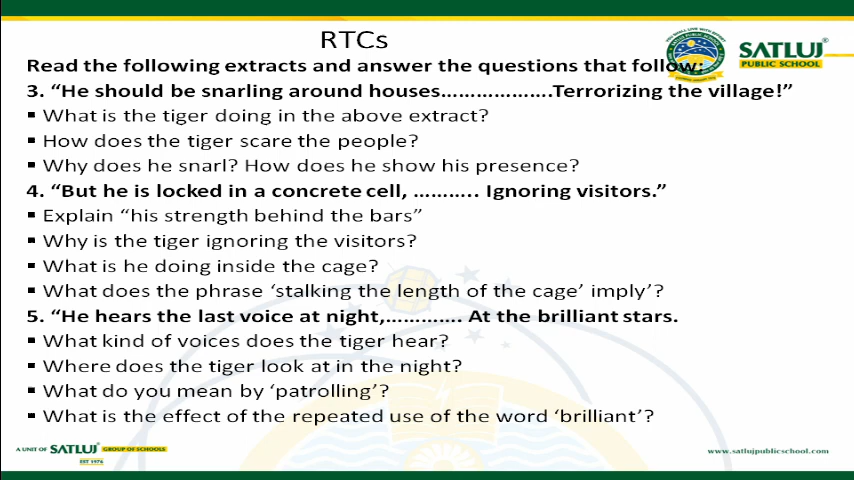 RTCs
SATLUJ
PUBLIC SCHOOL
Read the following extracts and answer the questions that follow:
3. “He should be snarling around houses……………….Terrorizing the village!”
▪ What is the tiger doing in the above extract?
▪ How does the tiger scare the people?
▪ Why does he snarl? How does he show his presence?
4. “But he is locked in a concrete cell, ……….. Ignoring visitors.”
▪ Explain “his strength behind the bars”
▪ Why is the tiger ignoring the visitors?
▪ What is he doing inside the cage?
▪ What does the phrase ‘stalking the length of the cage’ imply’?
5. “He hears the last voice at night,…………. At the brilliant stars.
▪ What kind of voices does the tiger hear?
▪ Where does the tiger look at in the night?
▪ What do you mean by ‘patrolling’?
▪ What is the effect of the repeated use of the word ‘brilliant’?
A UNIT OF SATLUJ GROUP OF SCHOOLS
EST 1976
www.satlujpublicschool.com